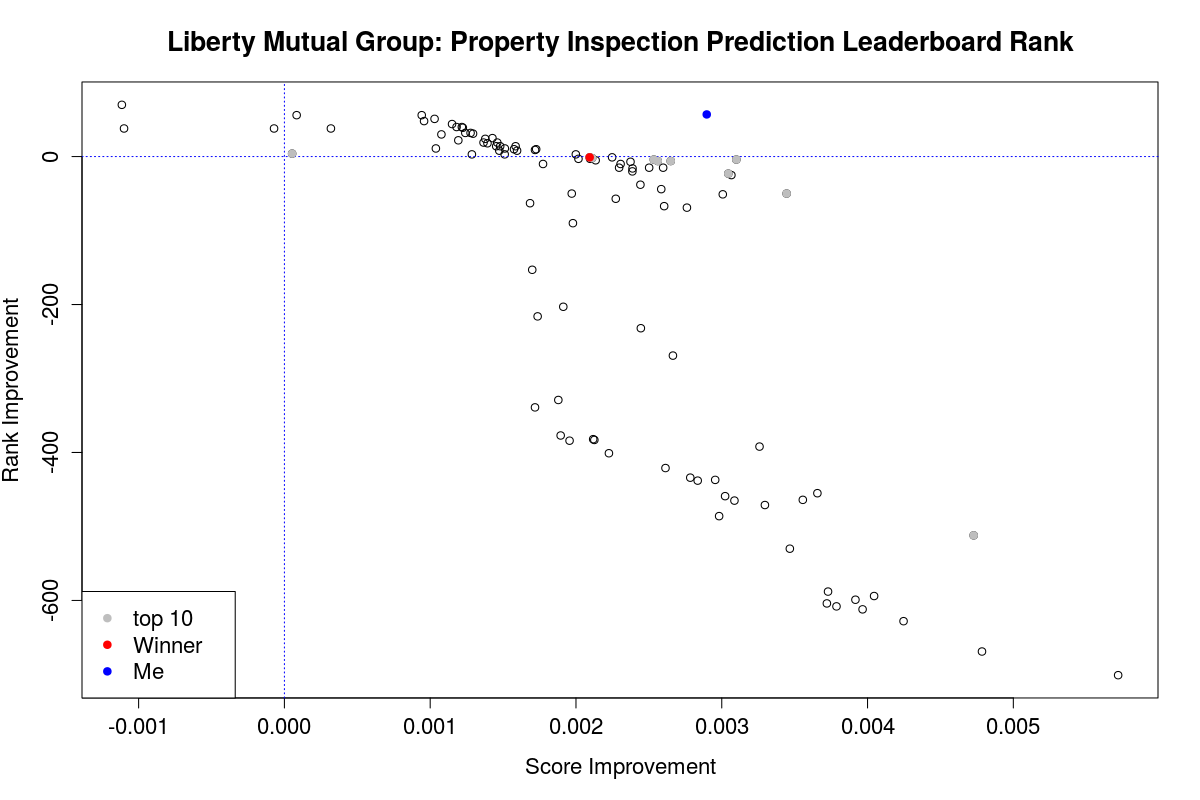 Liberty Mutual Group: Property Inspection Prediction Leaderboard Rank
Rank Improvement
0
-200
-400
-600
top 10
Winner
Me
-0.001 0.000 0.001 0.002 0.003 0.004 0.005
Score Improvement